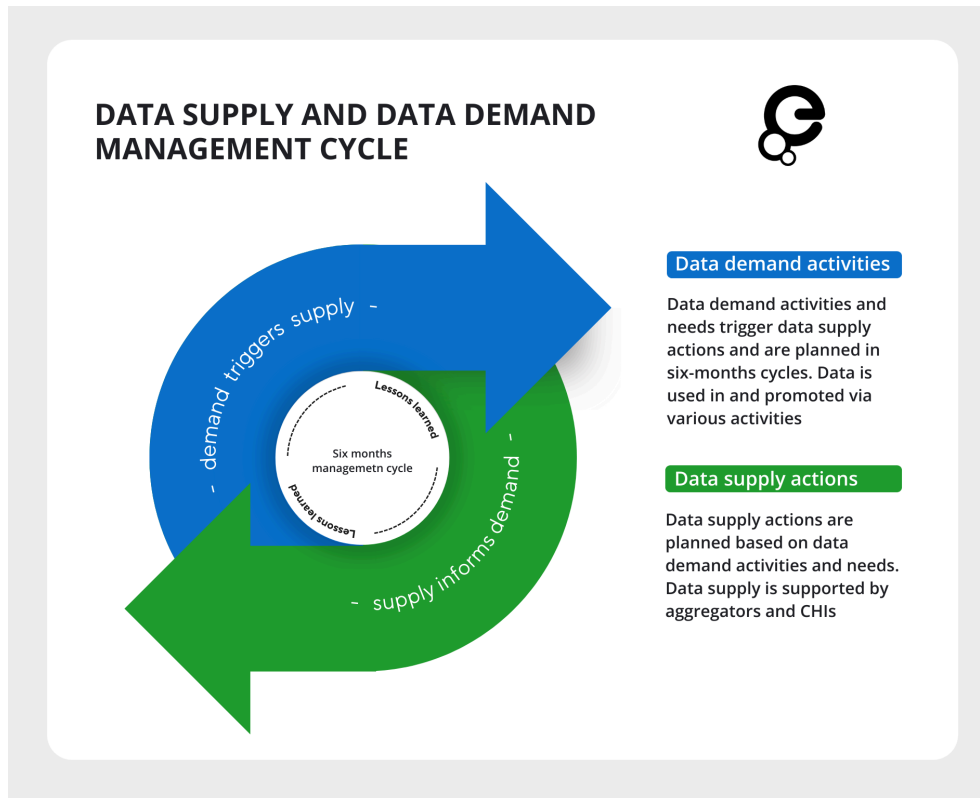 DATA SUPPLY AND DATA DEMAND
MANAGEMENT CYCLE
- demand triggers supply -
Lessons learned
Six months
managemetn cycle
Lessons learned
- supply informs demand -
Data demand activities
Data demand activities and
needs trigger data supply
actions and are planned in
six-months cycles. Data is
used in and promoted via
various activities
Data supply actions
Data supply actions are
planned based on data
demand activities and needs.
Data supply is supported by
aggregators and CHIs